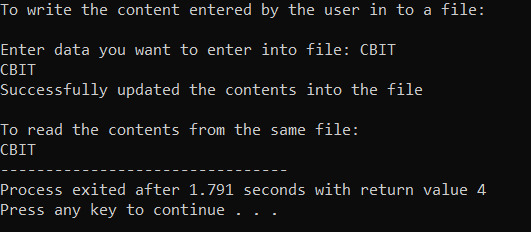 To write the content entered by the user in to a file:
Enter data you want to enter into file: CBIT
CBIT
Successfully updated the contents into the file
To read the contents from the same file:
CBIT
--------------------------------
Process exited after 1.791 seconds with return value 4
Press any key to continue . . .